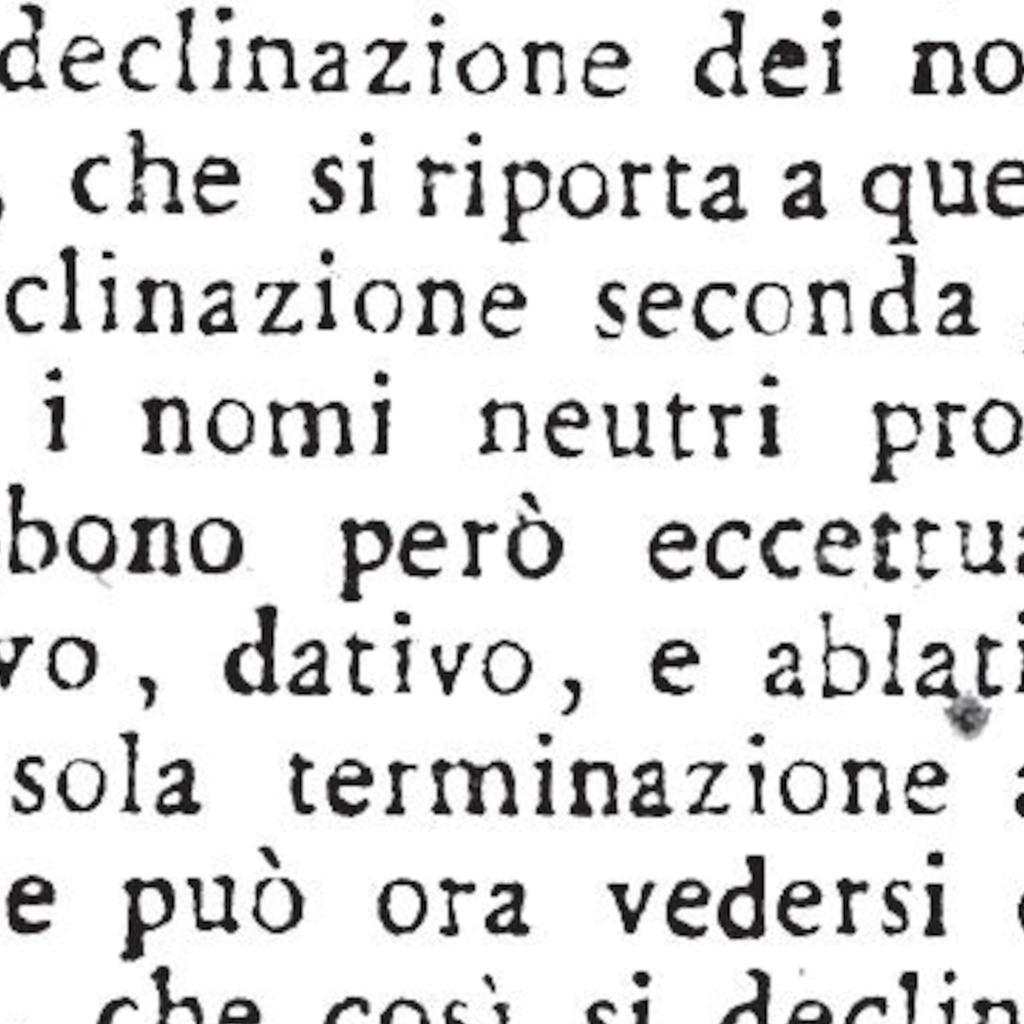 declinazione dei no
, che si riporta a que
clinazione seconda ,
i nomi neutri pro
bono però eccettua
vo , dativo, e ablati
sola terminazione a
e può ora vedersi
che così si declin